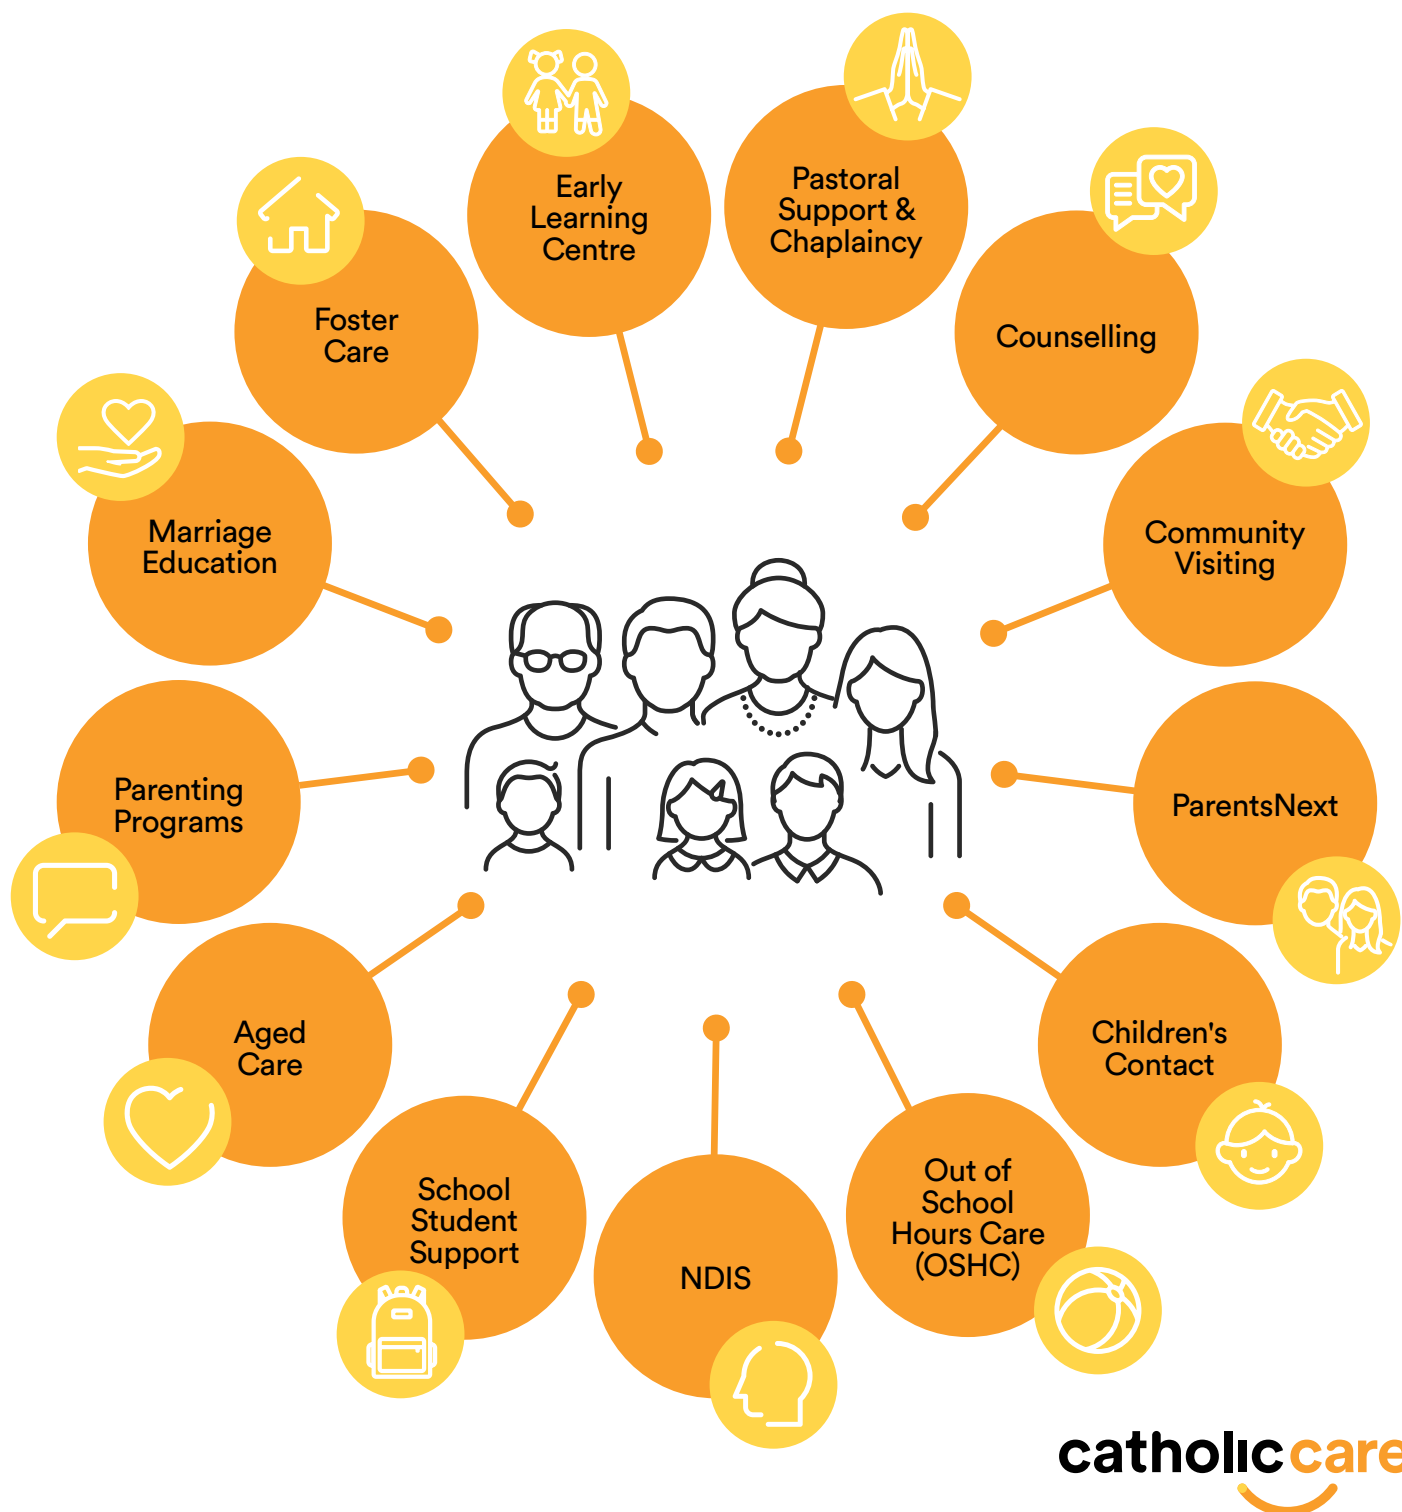 Early
Learning
Centre
Pastoral
Support &
Chaplaincy
Foster
Care
Counselling
Marriage
Education
Community
Visiting
Parenting
Programs
ParentsNext
Aged
Care
Children's
Contact
School
Student
Support
NDIS
Out of
School
Hours Care
(OSHC)
catholiccare